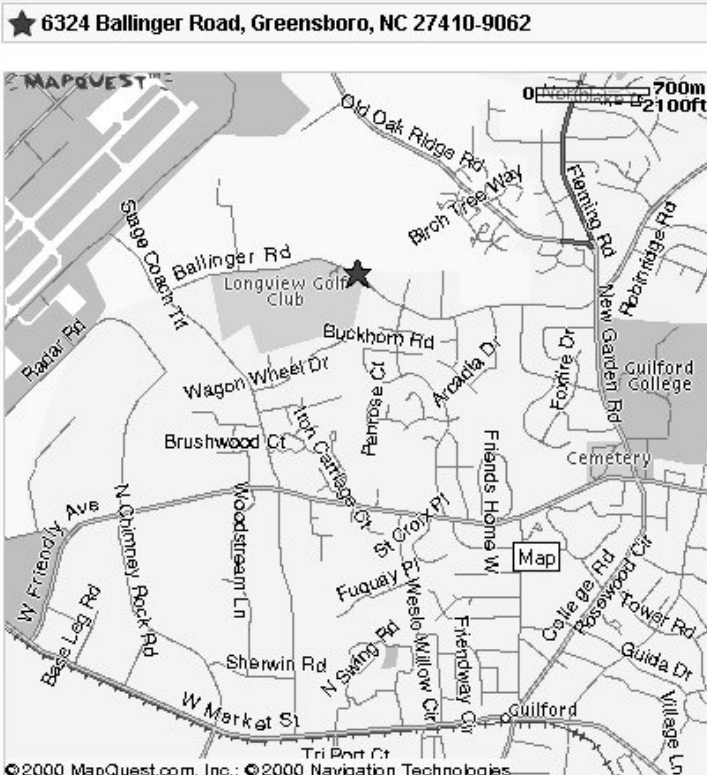 6324 Ballinger Road, Greensboro, NC 27410-9062
MAPQUEST
0 700m
2100ft
Old Oak Ridge Rd
Birch Tree Way
Fleming Rd
Robinridge Rd
Stage Coach Trl
Ballinger Rd
Longview Golf
Club
New Garden Rd
Radar Rd
Buckhorn Rd
Guilford
College
Wagon Wheel Dr
Penrose Ct
Arcadia Dr
Foxfire Dr
Brushwood Ct
Iron Carriage Ct
Friends Home W
Cemetery
W Friendly Ave
N Chimney Rock Rd
Woodstream Ln
St Croix Pl
Map
Fuquay Pl
College Rd
Rosewood Cir
Tower Rd
Base Leg Rd
Weslo Willow Cir
Friendway Cir
Guida Dr
Sherwin Rd
N Swing Rd
Village Ln
W Market St
Guilford
Tri Port Ct
©2000 MapQuest.com, Inc.; ©2000 Navigation Technologies